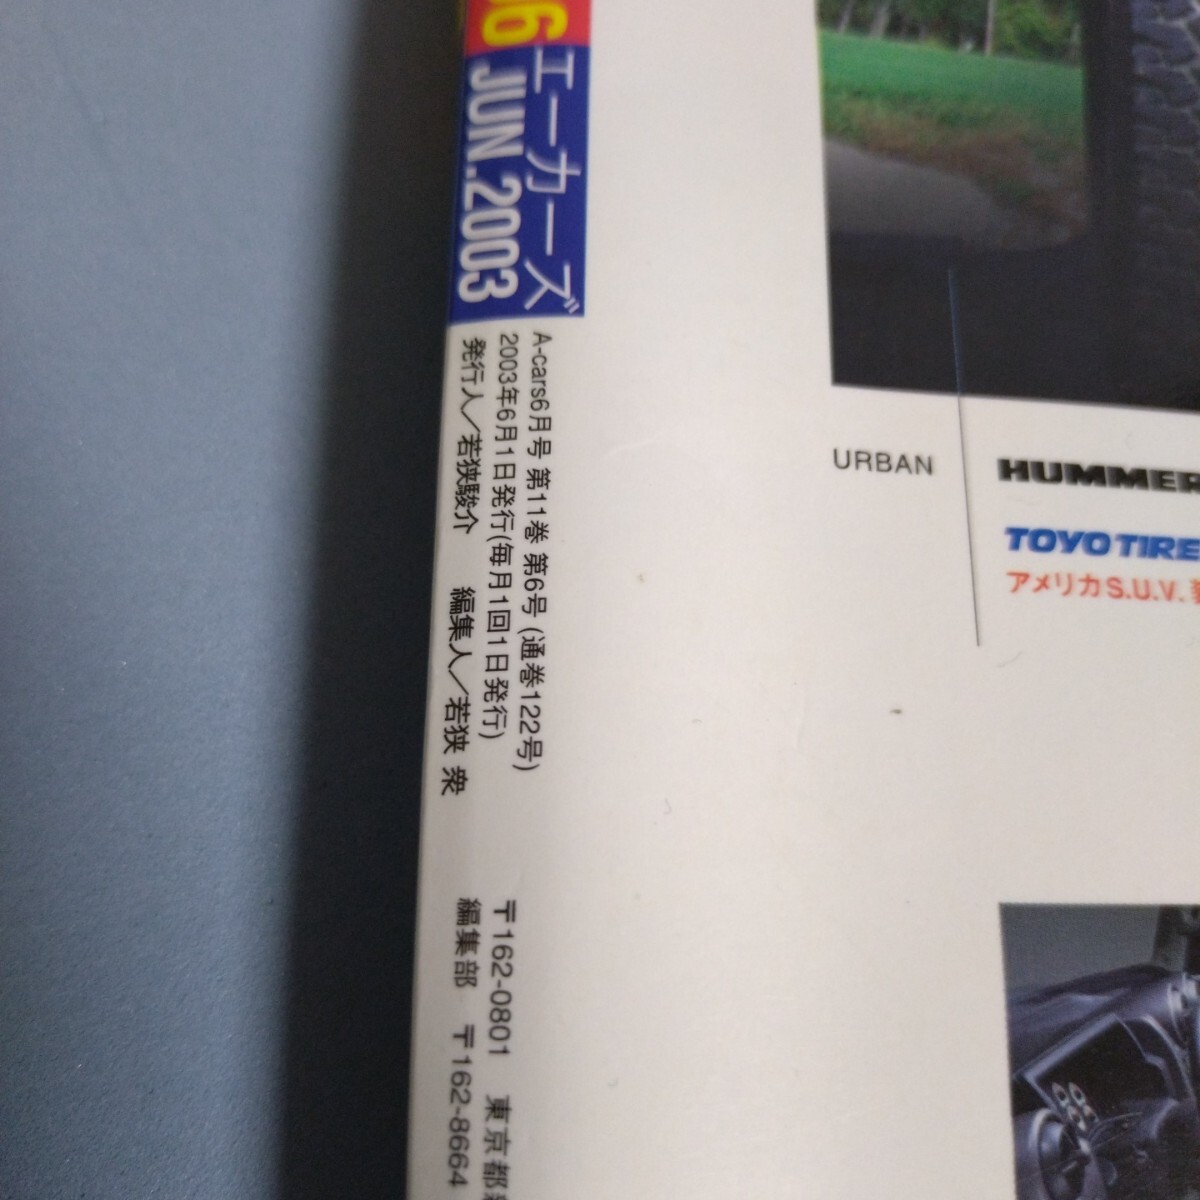 06
エーカーズ
JUN.2003
A-cars6月号 第11巻 第6号 (通巻122号)
2003年6月1日発行(毎月1回1日発行)
発行人／若狭駿介　編集人／若狭 衆
〒162-0801 東京都
編集部 〒162-8664
URBAN
HUMMER
TOYO TIRE
アメリカS.U.V.